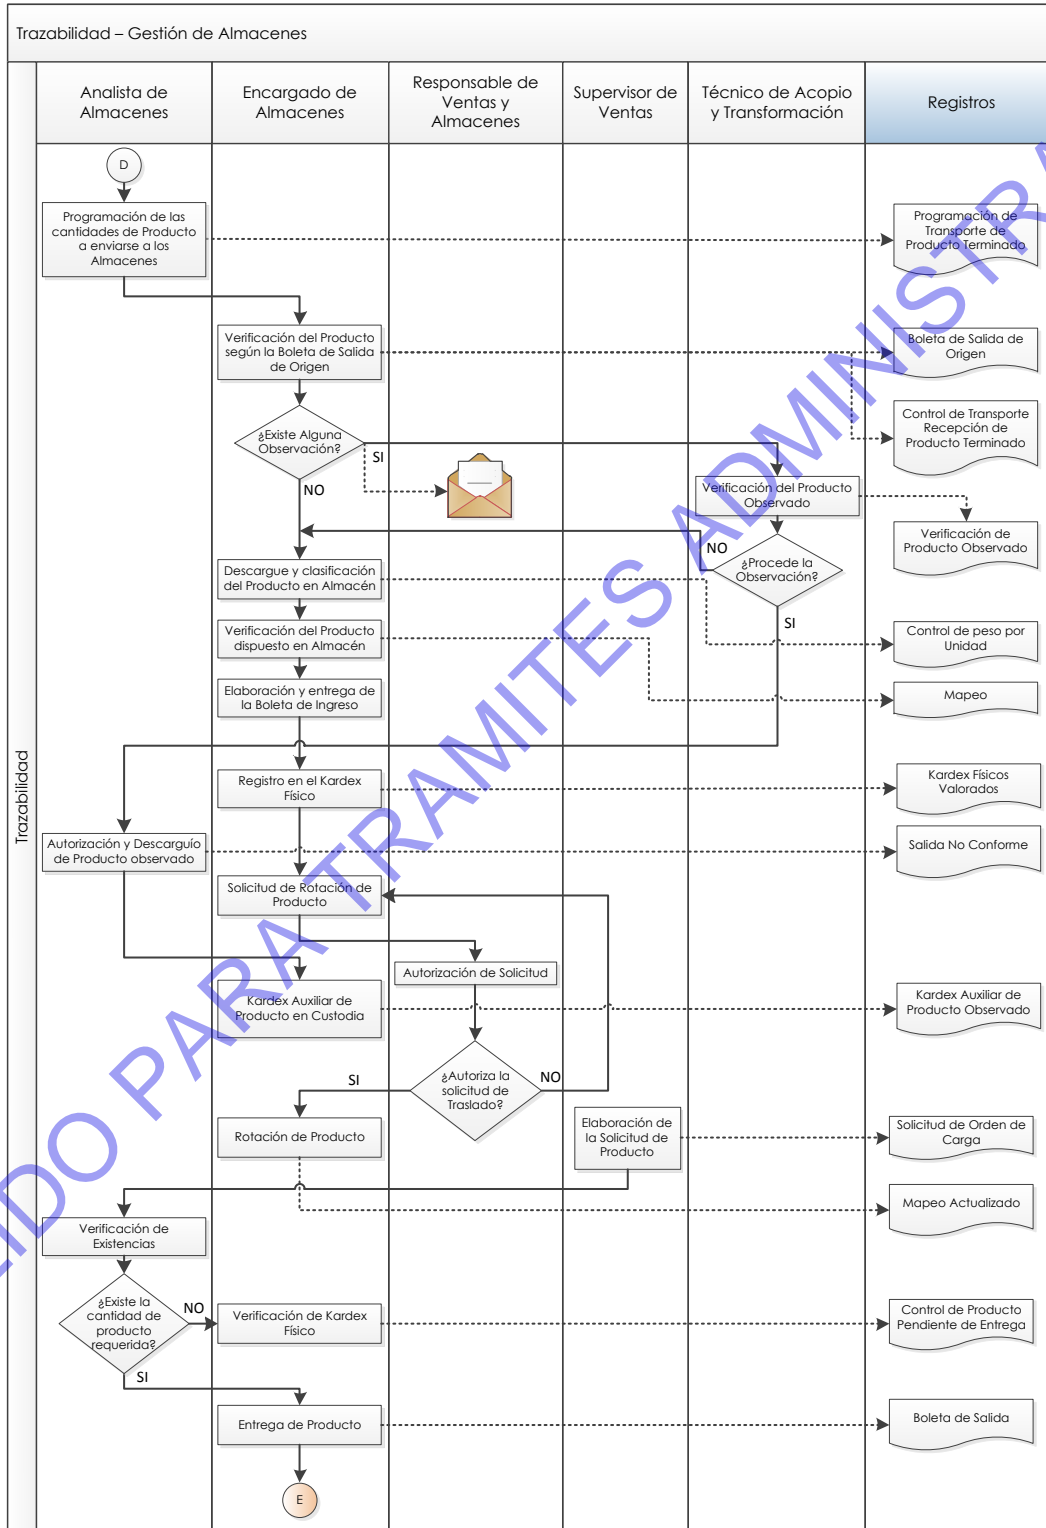 Trazabilidad – Gestión de Almacenes
Analista de
Almacenes
Encargado de
Almacenes
Responsable de
Ventas y
Almacenes
Supervisor de
Ventas
Técnico de Acopio
y Transformación
Registros
Trazabilidad
D
Programación de las
cantidades de Producto
a enviarse a los
Almacenes
Programación de
Transporte de
Producto Terminado
Verificación del Producto
según la Boleta de Salida
de Origen
Boleta de Salida de
Origen
Control de Transporte
Recepción de
Producto Terminado
¿Existe Alguna
Observación?
SI
NO
Verificación del Producto
Observado
Verificación de
Producto Observado
NO
¿Procede la
Observación?
SI
Descargue y clasificación
del Producto en Almacén
Verificación del Producto
dispuesto en Almacén
Control de peso por
Unidad
Elaboración y entrega de
la Boleta de Ingreso
Mapeo
Registro en el Kardex
Físico
Kardex Físicos
Valorados
Autorización y Descarguío
de Producto observado
Salida No Conforme
Solicitud de Rotación de
Producto
Autorización de Solicitud
Kardex Auxiliar de
Producto en Custodia
Kardex Auxiliar de
Producto Observado
¿Autoriza la
solicitud de
Traslado?
SI
NO
Rotación de Producto
Elaboración de
la Solicitud de
Producto
Solicitud de Orden de
Carga
Mapeo Actualizado
Verificación de
Existencias
¿Existe la
cantidad de
producto
requerida?
NO
SI
Verificación de Kardex
Físico
Control de Producto
Pendiente de Entrega
Entrega de Producto
Boleta de Salida
E
LIDO PARA TRAMITES ADMINISTRA